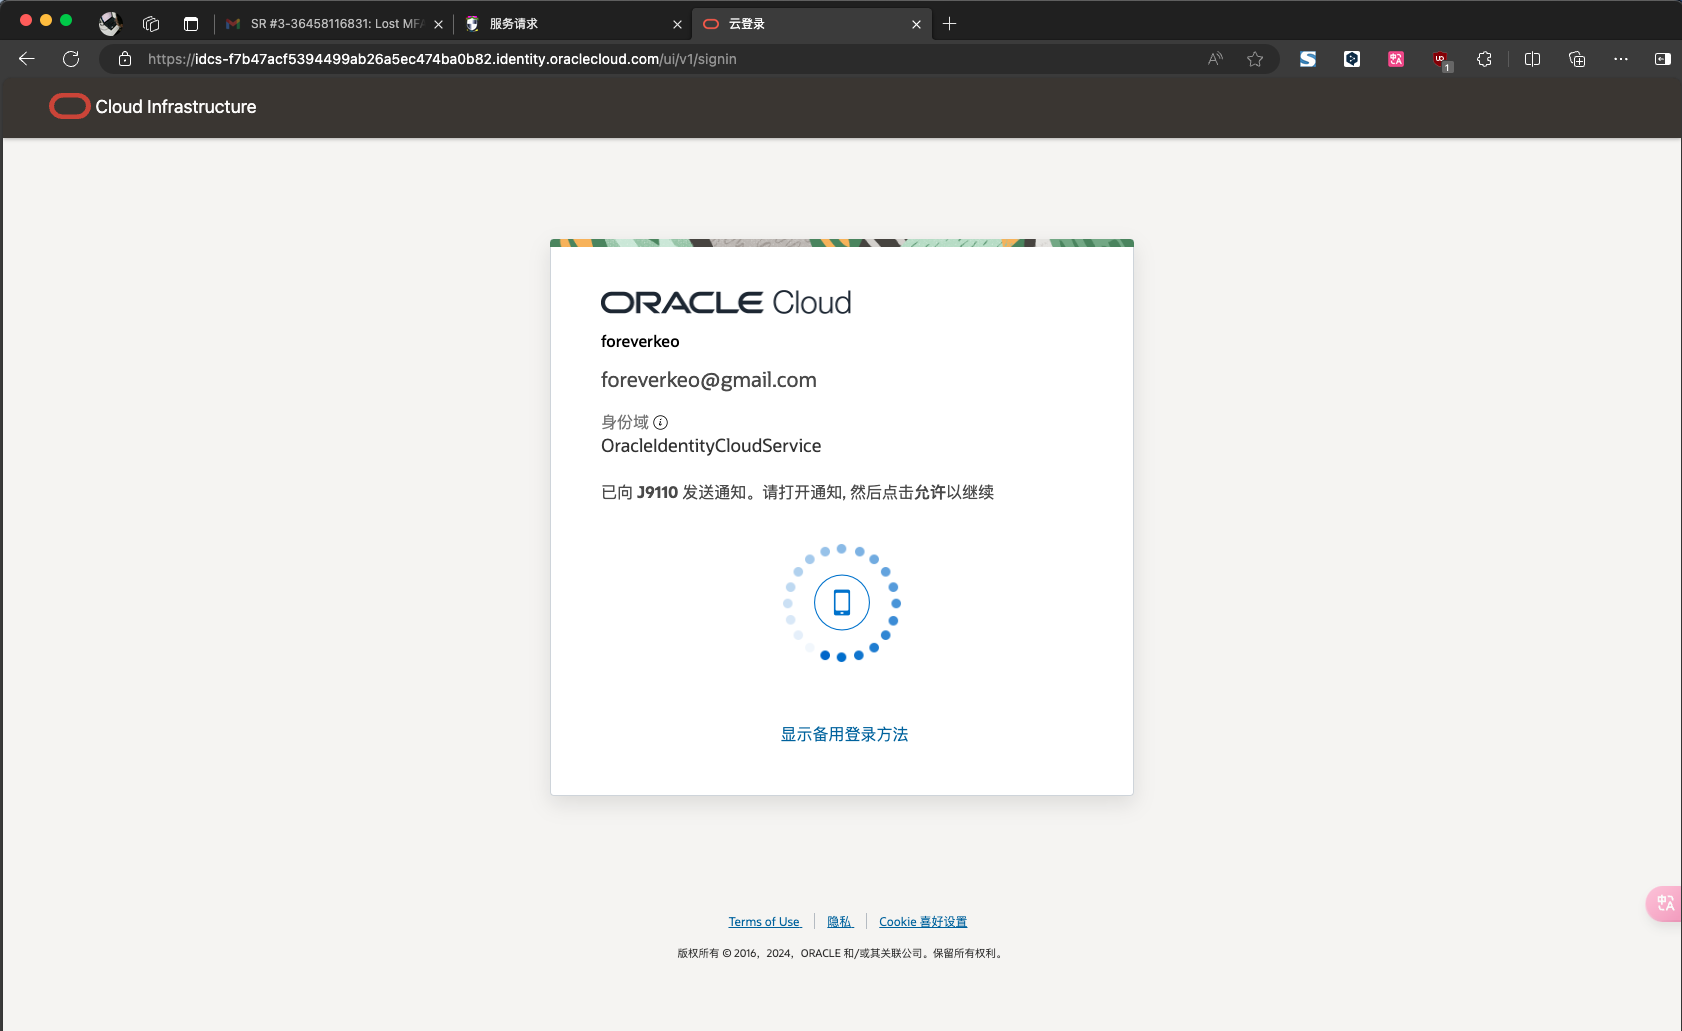 SR #3-36458116831: Lost MFA
服务请求
云登录
https://idcs-f7b47acf5394499ab26a5ec474ba0b82.identity.oraclecloud.com/ui/v1/signin
1
Cloud Infrastructure
ORACLE Cloud
foreverkeo
foreverkeo@gmail.com
身份域
OracleIdentityCloudService
已向 J9110 发送通知。请打开通知, 然后点击允许以继续
显示备用登录方法
Terms of Use
隐私
Cookie 喜好设置
版权所有 © 2016，2024，ORACLE 和/或其关联公司。保留所有权利。